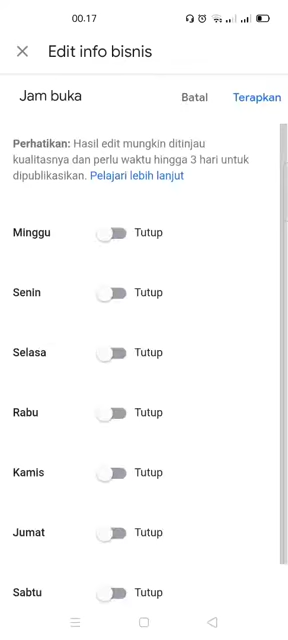 00.17
Edit info bisnis
Jam buka
Batal
Terapkan
Perhatikan: Hasil edit mungkin ditinjau
kualitasnya dan perlu waktu hingga 3 hari untuk
dipublikasikan. Pelajari lebih lanjut
Minggu Tutup
Senin Tutup
Selasa Tutup
Rabu Tutup
Kamis Tutup
Jumat Tutup
Sabtu Tutup